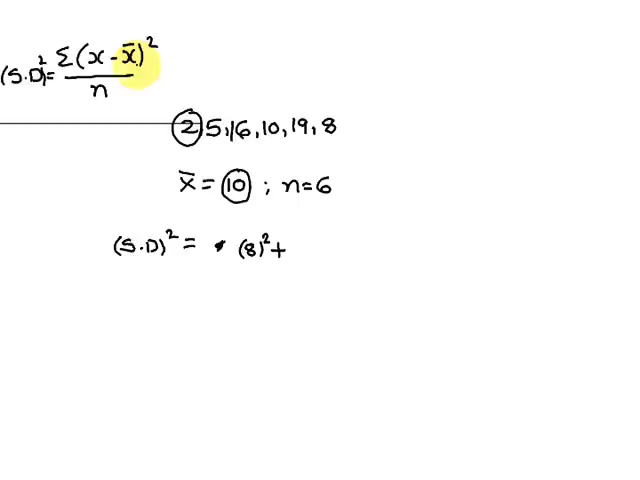 (S.D)²= Σ(x - x̄)²
n
2,5,16,10,19,8
x̄ = 10 ; n=6
(S.D)² = (8)²+